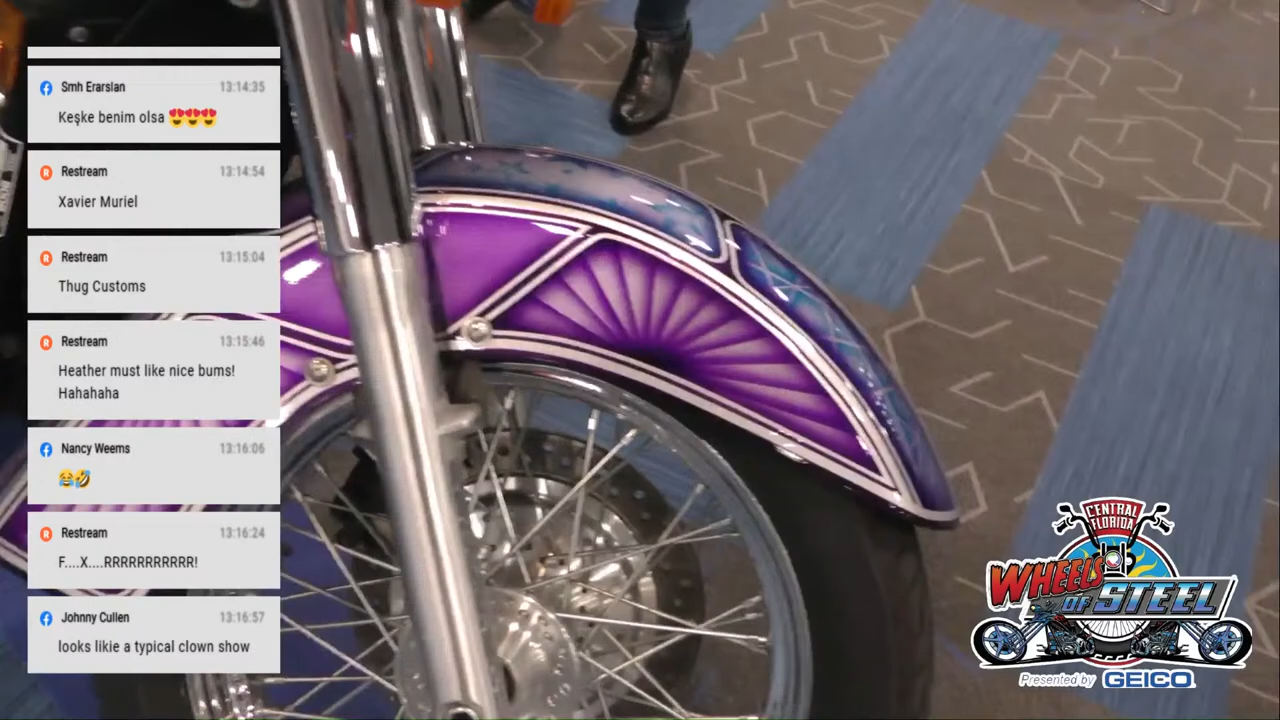 Smh Erarslan 13:14:35
Keşke benim olsa 😍😍😍
Restream 13:14:54
Xavier Muriel
Restream 13:15:04
Thug Customs
Restream 13:15:46
Heather must like nice bums!
Hahahaha
Nancy Weems 13:16:06
😂🤣
Restream 13:16:24
F....X....RRRRRRRRRRR!
Johnny Cullen 13:16:57
looks likie a typical clown show
CENTRAL
FLORIDA
WHEELS
OF STEEL
Presented by GEICO